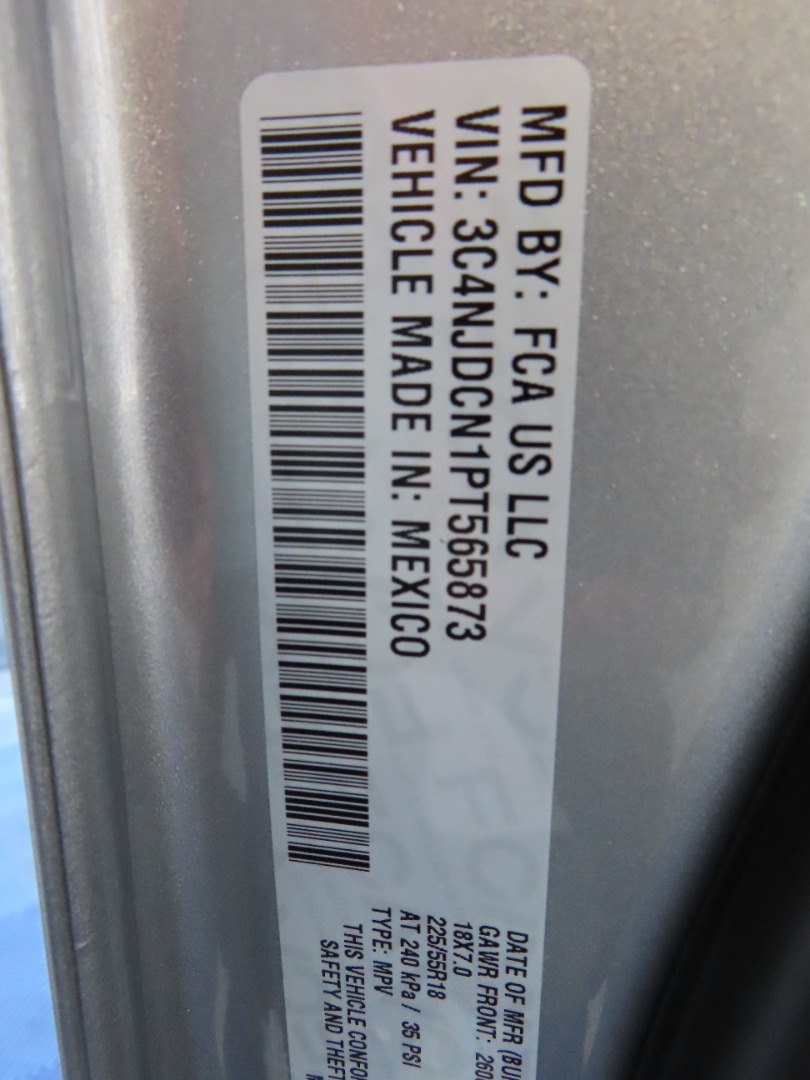 MFD BY: FCA US LLC
VIN: 3C4NJDCN1PT565873
VEHICLE MADE IN: MEXICO
DATE OF MFR
GAWR FRONT:
18X7.0
225/55R18
AT 240 kPa / 35 PSI
TYPE: MPV
THIS VEHICLE
SAFETY AND THEFT